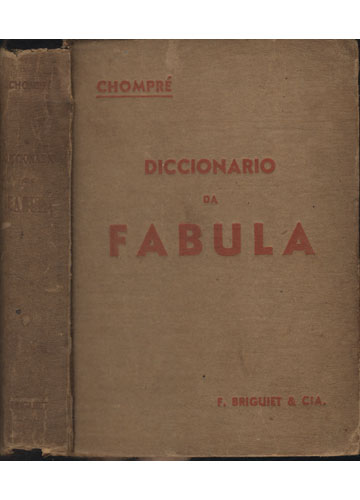 CHOMPRÉ
DICCIONARIO
DA
FABULA
F. BRIGUIET & CIA.